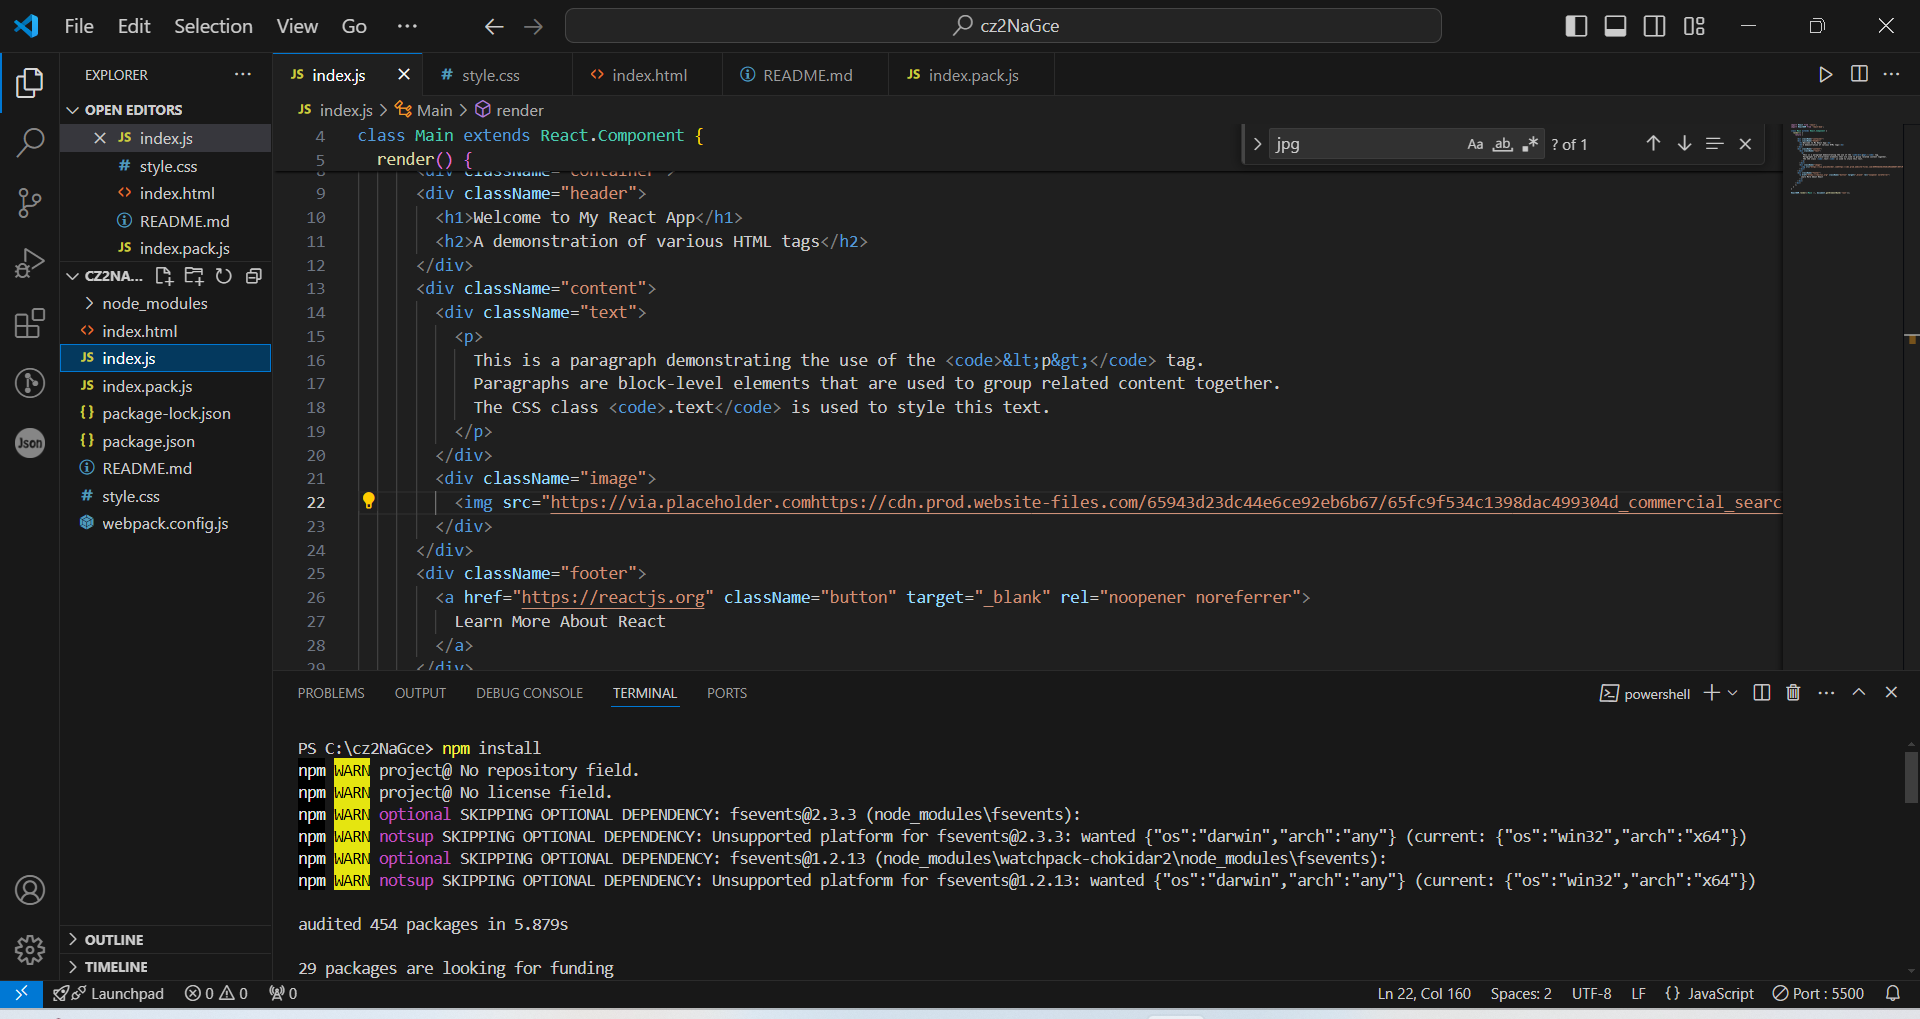 File Edit Selection View Go ···
cz2NaGce
EXPLORER ···
OPEN EDITORS
JS index.js
# style.css
<> index.html
README.md
JS index.pack.js
CZ2NA...
node_modules
<> index.html
JS index.js
JS index.pack.js
{} package-lock.json
{} package.json
README.md
# style.css
webpack.config.js
Json
OUTLINE
TIMELINE
JS index.js
# style.css
<> index.html
README.md
JS index.pack.js
JS index.js > Main > render
jpg Aa ab .* ? of 1
4 class Main extends React.Component {
5 render() {
8 <div className="container">
9 <div className="header">
10 <h1>Welcome to My React App</h1>
11 <h2>A demonstration of various HTML tags</h2>
12 </div>
13 <div className="content">
14 <div className="text">
15 <p>
16 This is a paragraph demonstrating the use of the <code>&lt;p&gt;</code> tag.
17 Paragraphs are block-level elements that are used to group related content together.
18 The CSS class <code>.text</code> is used to style this text.
19 </p>
20 </div>
21 <div className="image">
22 <img src="https://via.placeholder.comhttps://cdn.prod.website-files.com/65943d23dc44e6ce92eb6b67/65fc9f534c1398dac499304d_commercial_searc
23 </div>
24 </div>
25 <div className="footer">
26 <a href="https://reactjs.org" className="button" target="_blank" rel="noopener noreferrer">
27 Learn More About React
28 </a>
29 </div>
PROBLEMS OUTPUT DEBUG CONSOLE TERMINAL PORTS
powershell
PS C:\cz2NaGce> npm install
npm WARN project@ No repository field.
npm WARN project@ No license field.
npm WARN optional SKIPPING OPTIONAL DEPENDENCY: fsevents@2.3.3 (node_modules\fsevents):
npm WARN notsup SKIPPING OPTIONAL DEPENDENCY: Unsupported platform for fsevents@2.3.3: wanted {"os":"darwin","arch":"any"} (current: {"os":"win32","arch":"x64"})
npm WARN optional SKIPPING OPTIONAL DEPENDENCY: fsevents@1.2.13 (node_modules\watchpack-chokidar2\node_modules\fsevents):
npm WARN notsup SKIPPING OPTIONAL DEPENDENCY: Unsupported platform for fsevents@1.2.13: wanted {"os":"darwin","arch":"any"} (current: {"os":"win32","arch":"x64"})
audited 454 packages in 5.879s
29 packages are looking for funding
Launchpad 0 0 0
Ln 22, Col 160 Spaces: 2 UTF-8 LF {} JavaScript Port : 5500